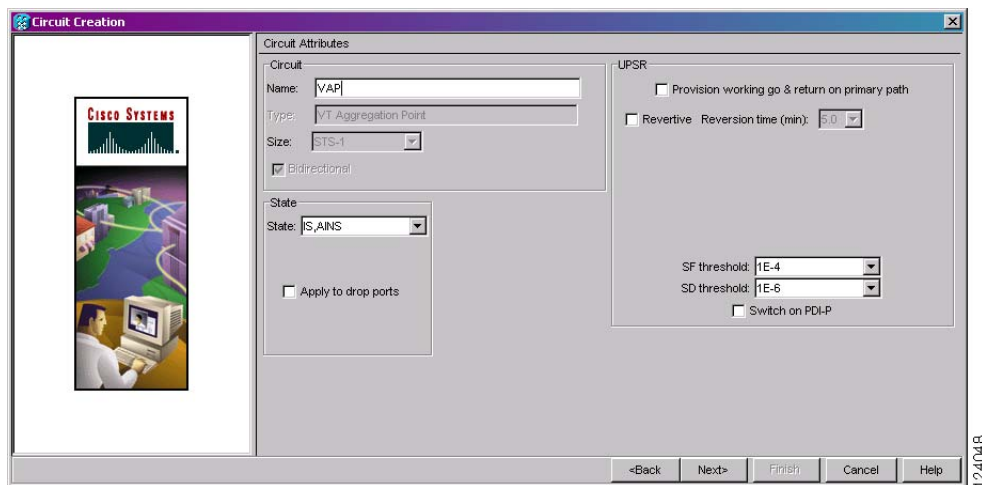 Circuit Creation
CISCO SYSTEMS
Circuit Attributes
Circuit
Name: VAP
Type: VT Aggregation Point
Size: STS-1
Bidirectional
State
State: IS,AINS
Apply to drop ports
UPSR
Provision working go & return on primary path
Revertive Reversion time (min): 5.0
SF threshold: 1E-4
SD threshold: 1E-6
Switch on PDI-P
<Back Next> Finish Cancel Help
124048